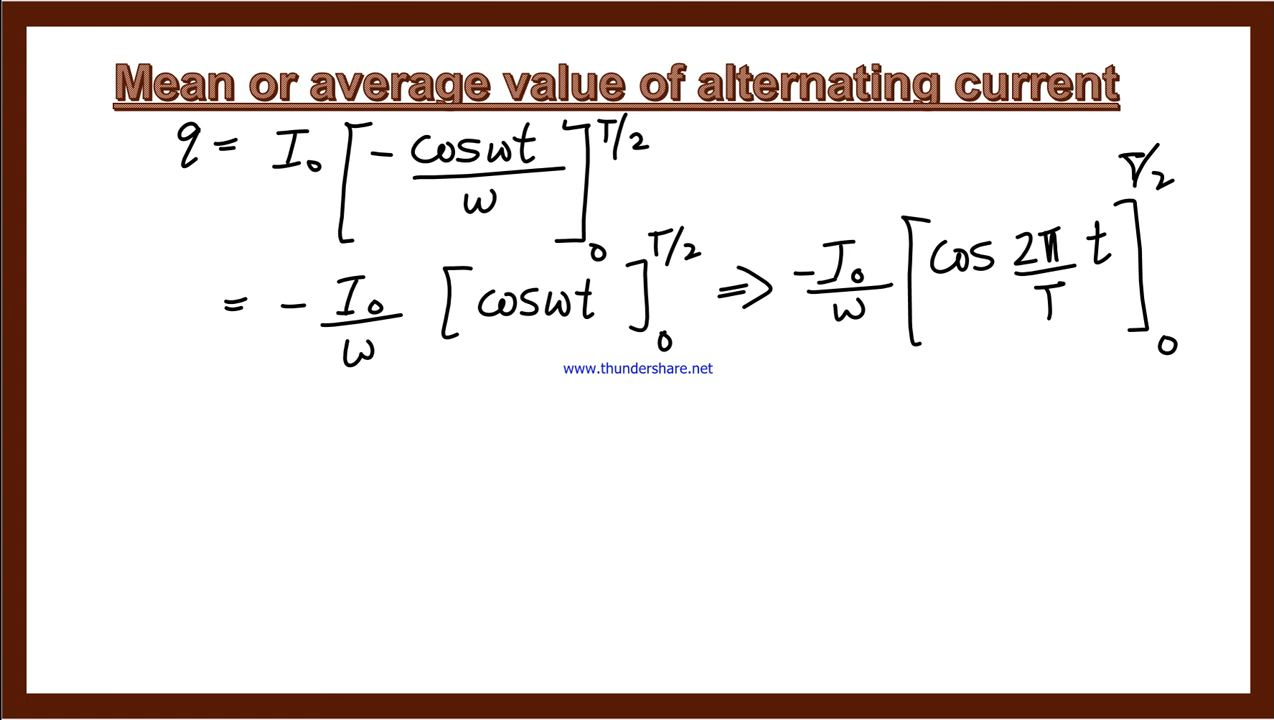 Mean or average value of alternating current
q = I₀ [ - cosωt / ω ]₀^T/2
= - I₀/ω [ cosωt ]₀^T/2 => -I₀/ω [ cos 2π/T t ]₀^T/2
www.thundershare.net